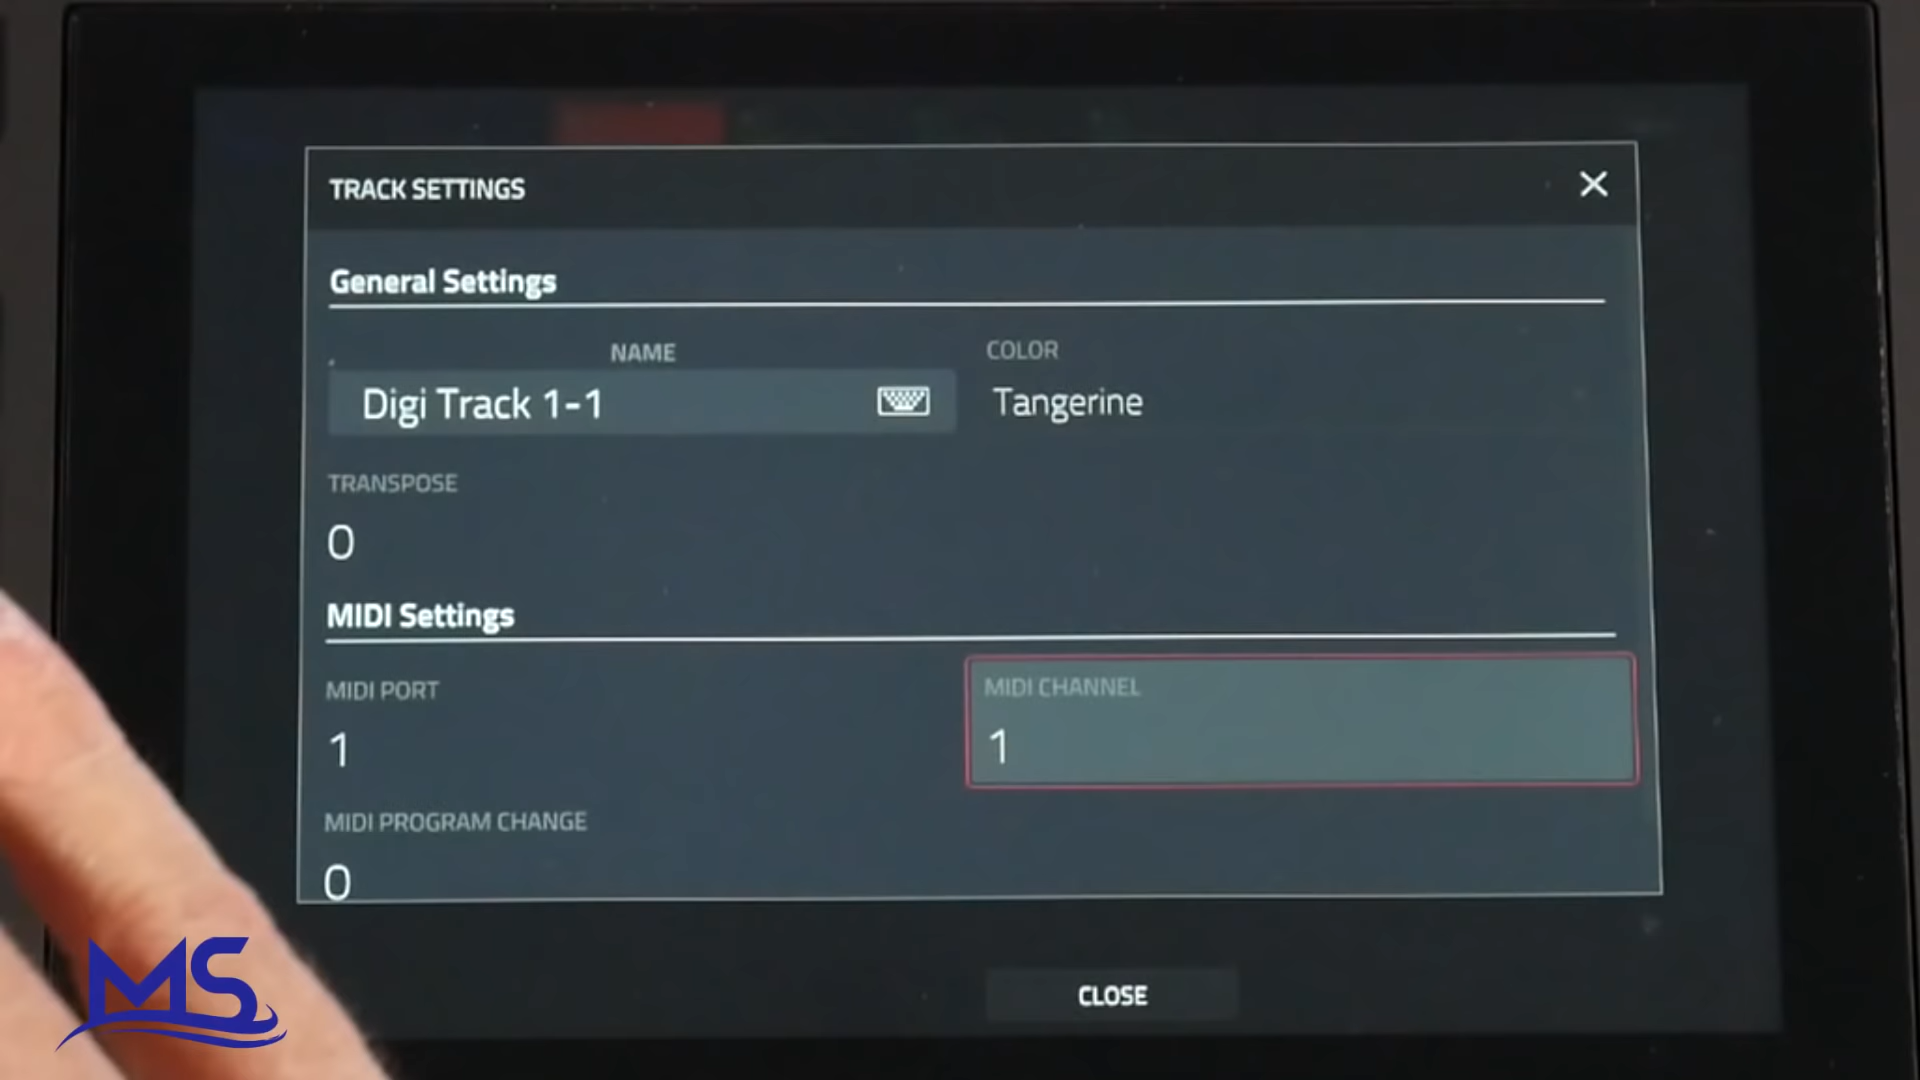 TRACK SETTINGS
General Settings
NAME
COLOR
Digi Track 1-1
Tangerine
TRANSPOSE
0
MIDI Settings
MIDI PORT
MIDI CHANNEL
1
1
MIDI PROGRAM CHANGE
0
CLOSE
MS